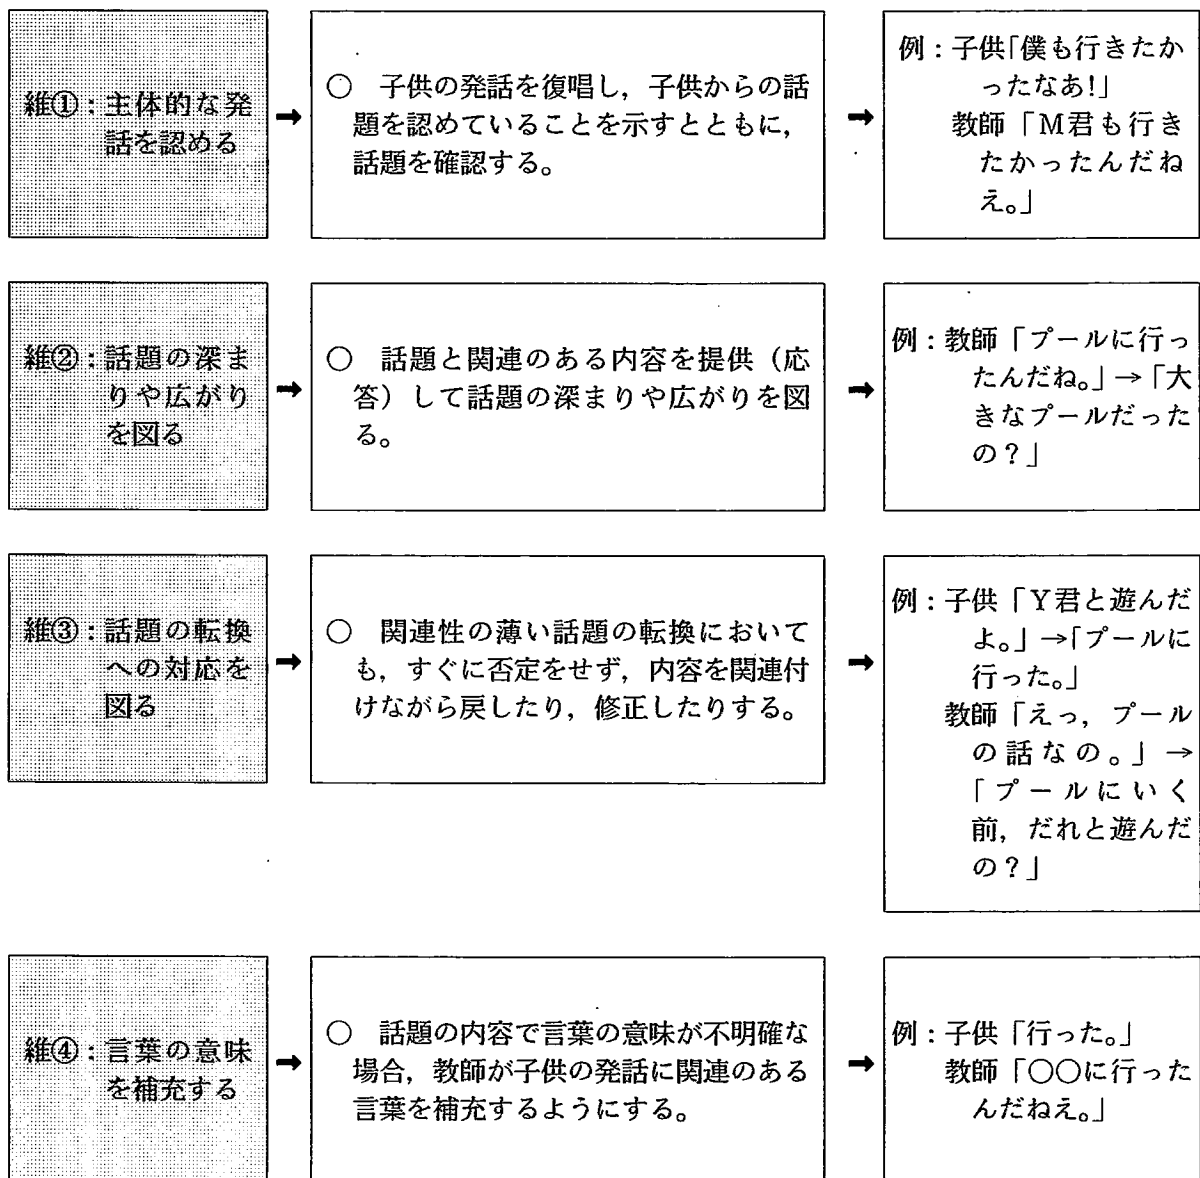 維①：主体的な発
話を認める
→
○　子供の発話を復唱し，子供からの話
題を認めていることを示すとともに，
話題を確認する。
→
例：子供「僕も行きたか
ったなあ!」
教師「M君も行き
たかったんだね
え。」
維②：話題の深ま
りや広がり
を図る
→
○　話題と関連のある内容を提供（応
答）して話題の深まりや広がりを図
る。
→
例：教師「プールに行っ
たんだね。」→「大
きなプールだった
の？」
維③：話題の転換
への対応を
図る
→
○　関連性の薄い話題の転換において
も，すぐに否定をせず，内容を関連付
けながら戻したり，修正したりする。
→
例：子供「Y君と遊んだ
よ。」→「プールに
行った。」
教師「えっ，プール
の話なの。」→
「プールにいく
前，だれと遊んだ
の？」
維④：言葉の意味
を補充する
→
○　話題の内容で言葉の意味が不明確な
場合，教師が子供の発話に関連のある
言葉を補充するようにする。
→
例：子供「行った。」
教師「○○に行った
んだねえ。」